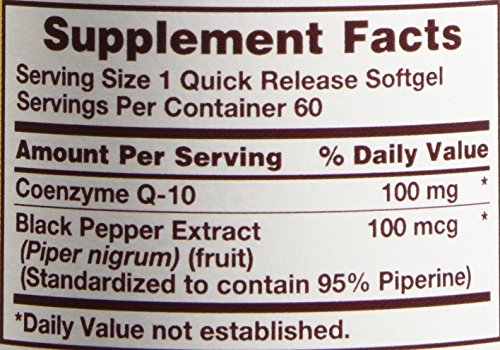 Supplement Facts
Serving Size 1 Quick Release Softgel
Servings Per Container 60
Amount Per Serving % Daily Value
Coenzyme Q-10 100 mg *
Black Pepper Extract 100 mcg *
(Piper nigrum) (fruit)
(Standardized to contain 95% Piperine)
*Daily Value not established.